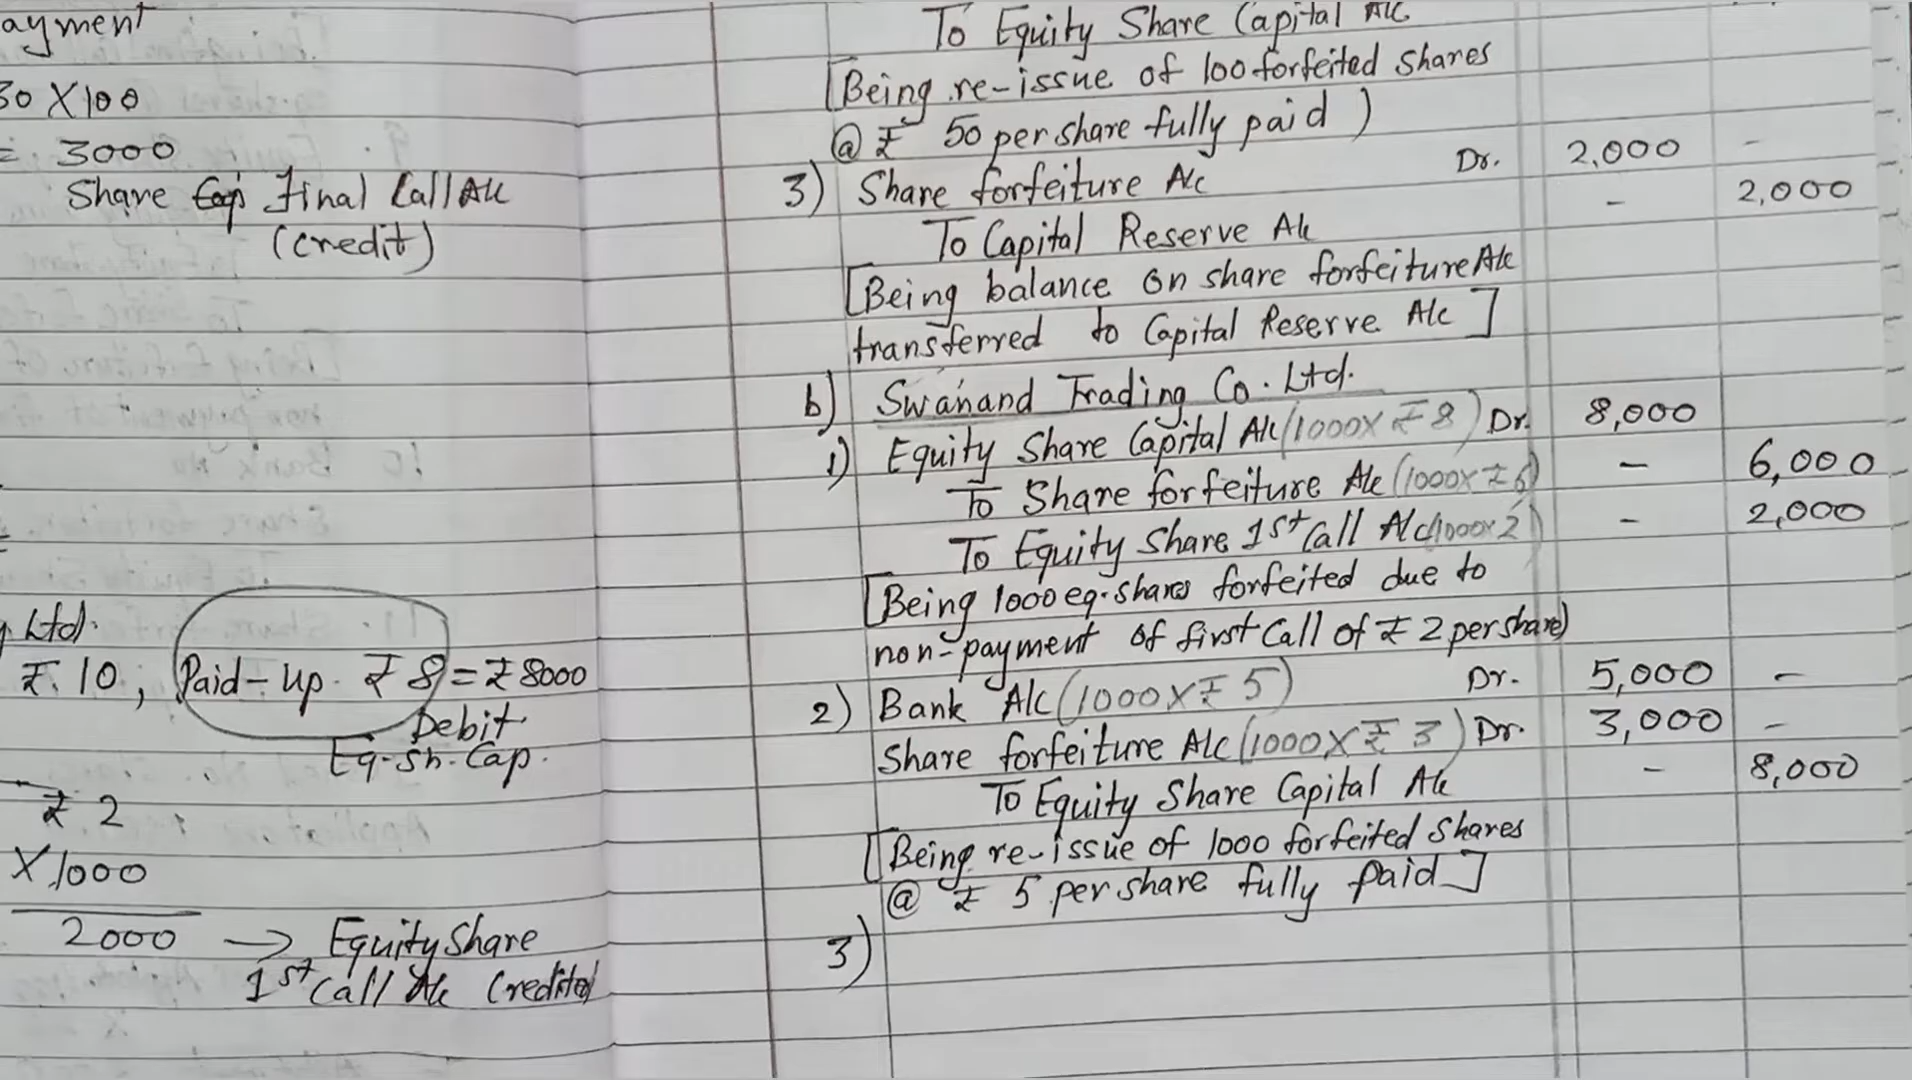 ayment
30 X 100
= 3000
Share Final Call A/c
(credit)
Ltd.
₹ 10, Paid-up ₹ 8 = ₹ 8000
Debit
Eq. Sh. Cap.
₹ 2
X 1000
2000 → Equity Share
1st Call A/c Credited
To Equity Share Capital A/c
[Being re-issue of 100 forfeited shares
@ ₹ 50 per share fully paid)
3) Share forfeiture A/c Dr. 2,000 -
To Capital Reserve A/c - 2,000
[Being balance on share forfeiture A/c
transferred to Capital Reserve A/c]
b) Swanand Trading Co. Ltd.
1) Equity Share Capital A/c (1000X ₹ 8) Dr. 8,000
To Share forfeiture A/c (1000X ₹ 6) - 6,000
To Equity Share 1st Call A/c (1000x2) - 2,000
[Being 1000 eq. shares forfeited due to
non-payment of first Call of ₹ 2 per share)
2) Bank A/c (1000X ₹ 5) Dr. 5,000 -
Share forfeiture A/c (1000X ₹ 3) Dr. 3,000 -
To Equity Share Capital A/c - 8,000
[Being re-issue of 1000 forfeited Shares
@ ₹ 5 per share fully paid]
3)